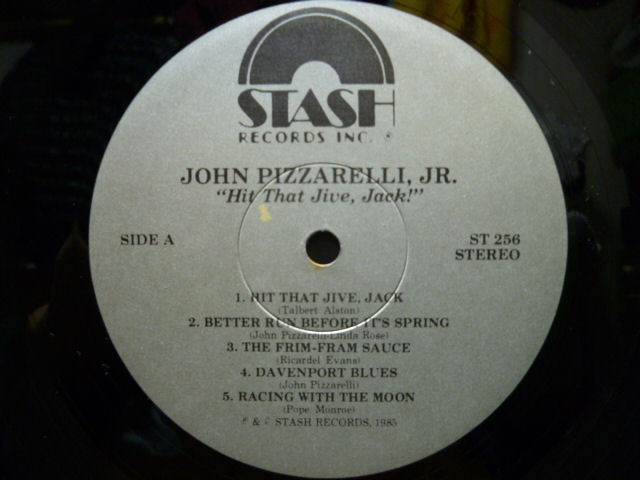 STASH
RECORDS INC. ®
JOHN PIZZARELLI, JR.
"Hit That Jive, Jack!"
SIDE A
ST 256
STEREO
1. HIT THAT JIVE, JACK
(Talbert Alston)
2. BETTER RUN BEFORE IT'S SPRING
(John Pizzarelli-Linda Rose)
3. THE FRIM-FRAM SAUCE
(Ricardel Evans)
4. DAVENPORT BLUES
(John Pizzarelli)
5. RACING WITH THE MOON
(Pope Monroe)
℗ & © STASH RECORDS, 1985